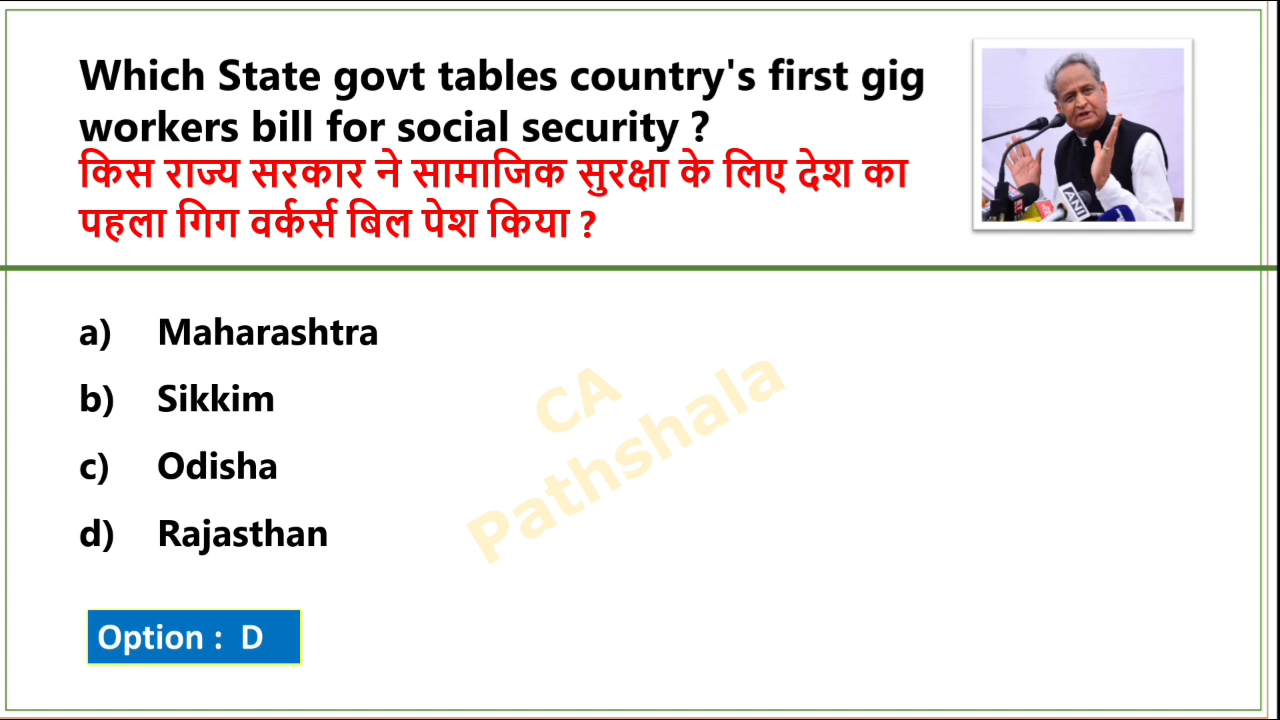 Which State govt tables country's first gig
workers bill for social security ?
किस राज्य सरकार ने सामाजिक सुरक्षा के लिए देश का
पहला गिग वर्कर्स बिल पेश किया ?
ANI
a) Maharashtra
b) Sikkim
c) Odisha
d) Rajasthan
CA
Pathshala
Option : D